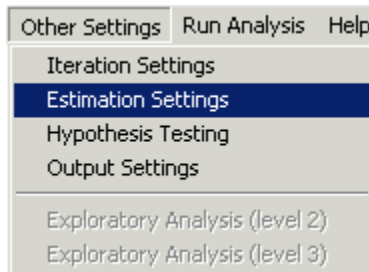 Other Settings Run Analysis Help
Iteration Settings
Estimation Settings
Hypothesis Testing
Output Settings
Exploratory Analysis (level 2)
Exploratory Analysis (level 3)